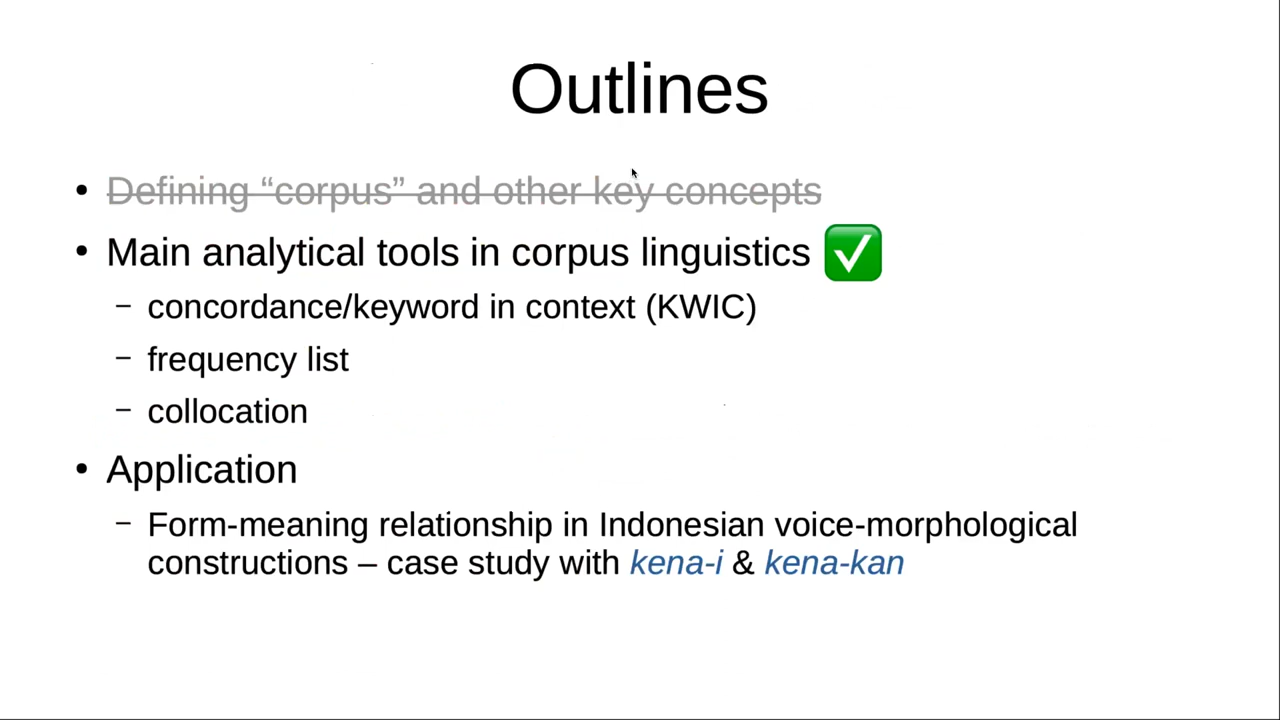 Outlines
• Defining “corpus” and other key concepts
• Main analytical tools in corpus linguistics ✅
– concordance/keyword in context (KWIC)
– frequency list
– collocation
• Application
– Form-meaning relationship in Indonesian voice-morphological
constructions – case study with kena-i & kena-kan